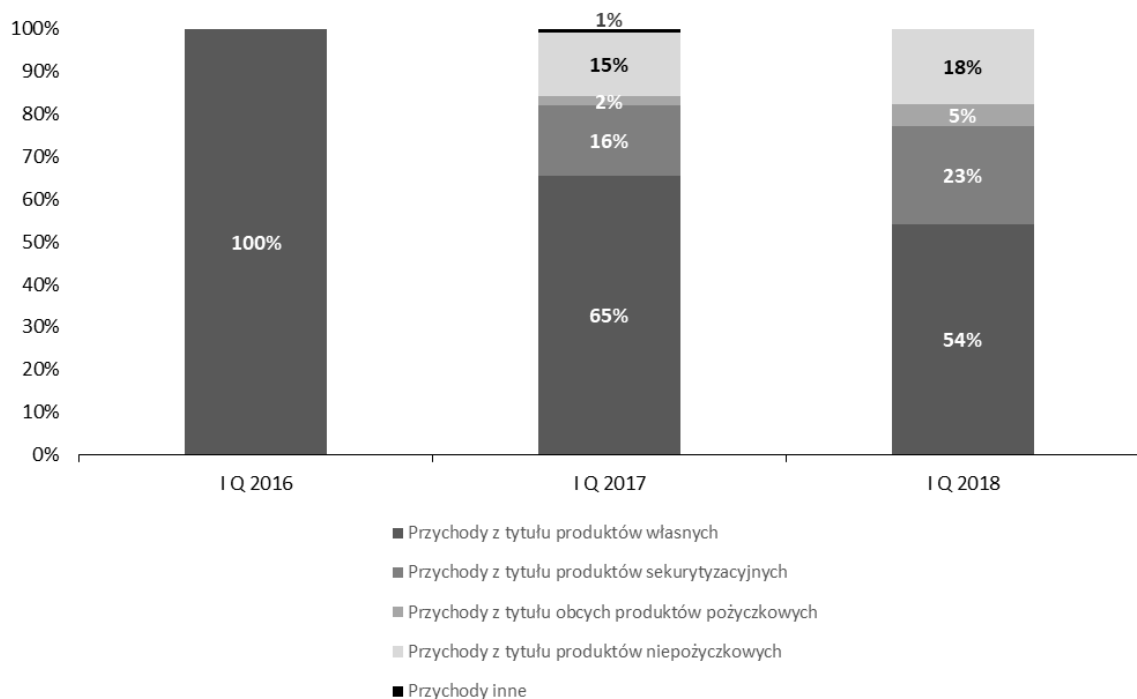 100%
90%
80%
70%
60%
50%
40%
30%
20%
10%
0%
100%
1%
15%
2%
16%
65%
18%
5%
23%
54%
I Q 2016
I Q 2017
I Q 2018
Przychody z tytułu produktów własnych
Przychody z tytułu produktów sekurytyzacyjnych
Przychody z tytułu obcych produktów pożyczkowych
Przychody z tytułu produktów niepożyczkowych
Przychody inne